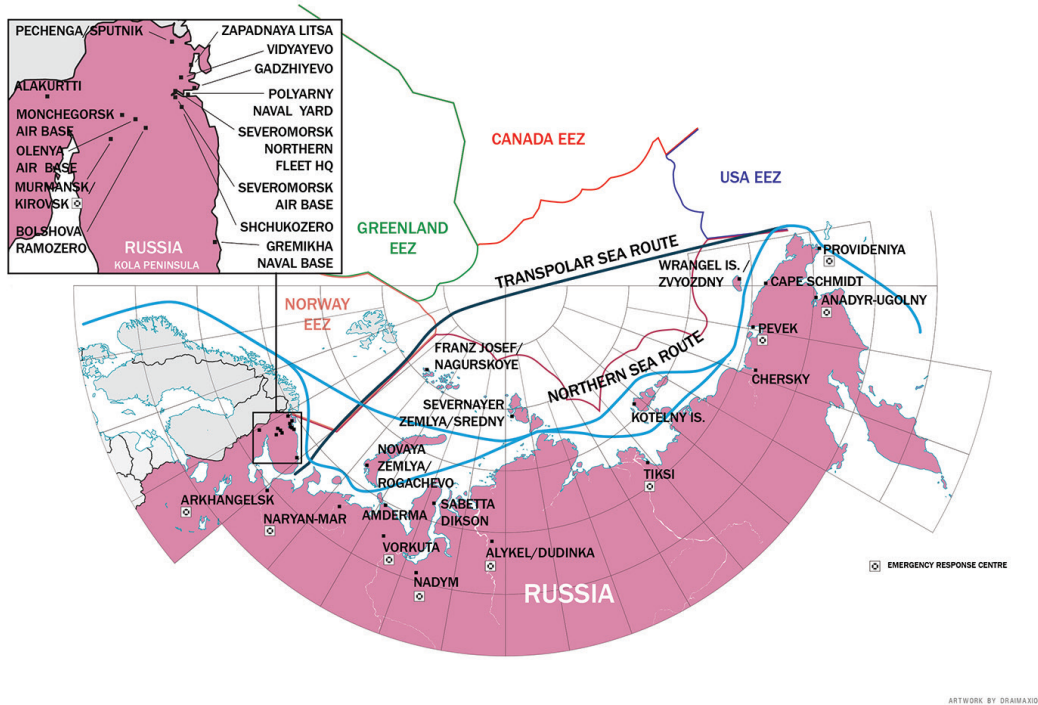 PECHENGA/SPUTNIK
ZAPADNAYA LITSA
VIDYAYEVO
GADZHIYEVO
ALAKURTTI
POLYARNY
NAVAL YARD
MONCHEGORSK
AIR BASE
SEVEROMORSK
NORTHERN
FLEET HQ
OLENYA
AIR BASE
MURMANSK/
KIROVSK
SEVEROMORSK
AIR BASE
BOLSHOVA
RAMOZERO
SHCHUKOZERO
GREMIKHA
NAVAL BASE
RUSSIA
KOLA PENINSULA
CANADA EEZ
USA EEZ
GREENLAND
EEZ
NORWAY
EEZ
TRANSPOLAR SEA ROUTE
WRANGEL IS. /
ZVYOZDNY
PROVIDENIYA
CAPE SCHMIDT
ANADYR-UGOLNY
PEVEK
CHERSKY
NORTHERN SEA ROUTE
FRANZ JOSEF/
NAGURSKOYE
SEVERNAYER
ZEMLYA/SREDNY
KOTELNY IS.
NOVAYA
ZEMLYA/
ROGACHEVO
TIKSI
ARKHANGELSK
NARYAN-MAR
AMDERMA
SABETTA
DIKSON
VORKUTA
ALYKEL/DUDINKA
NADYM
RUSSIA
EMERGENCY RESPONSE CENTRE
ARTWORK BY DRAIMAXIO